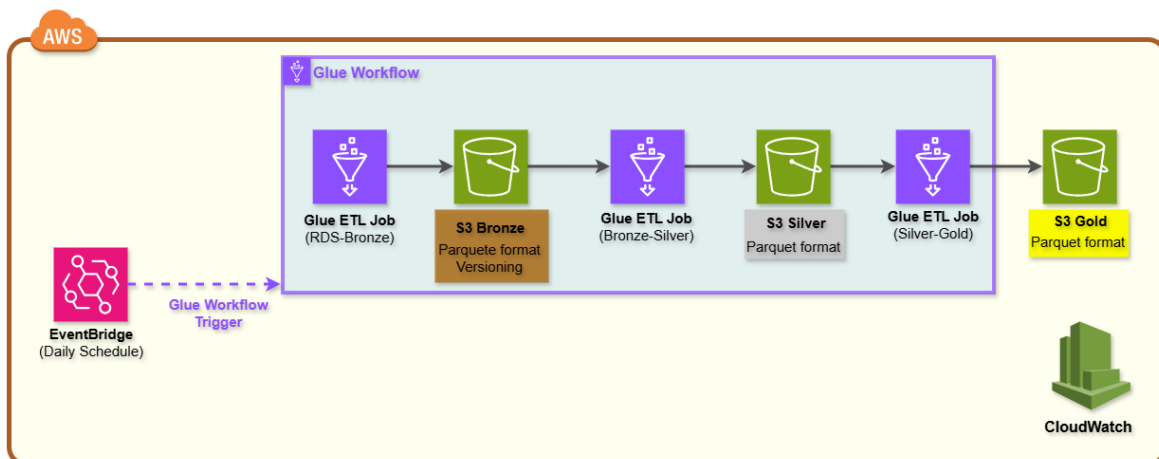 AWS
Glue Workflow
Glue ETL Job
(RDS-Bronze)
S3 Bronze
Parquete format
Versioning
Glue ETL Job
(Bronze-Silver)
S3 Silver
Parquet format
Glue ETL Job
(Silver-Gold)
S3 Gold
Parquet format
Glue Workflow
Trigger
EventBridge
(Daily Schedule)
CloudWatch